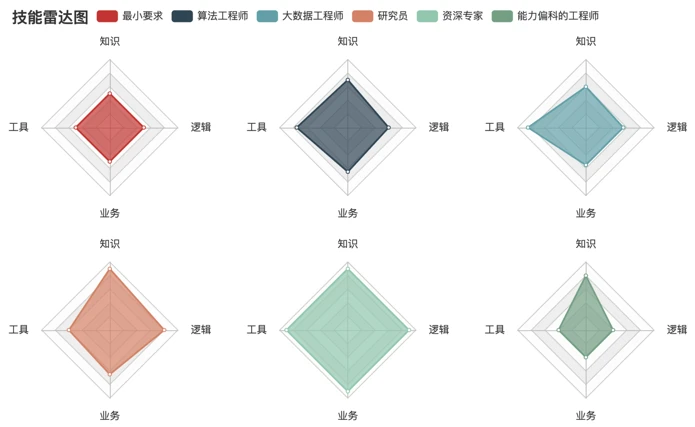 技能雷达图 最小要求 算法工程师 大数据工程师 研究员 资深专家 能力偏科的工程师
知识 知识 知识
工具 逻辑 工具 逻辑 工具 逻辑
业务 业务 业务
知识 知识 知识
工具 逻辑 工具 逻辑 工具 逻辑
业务 业务 业务